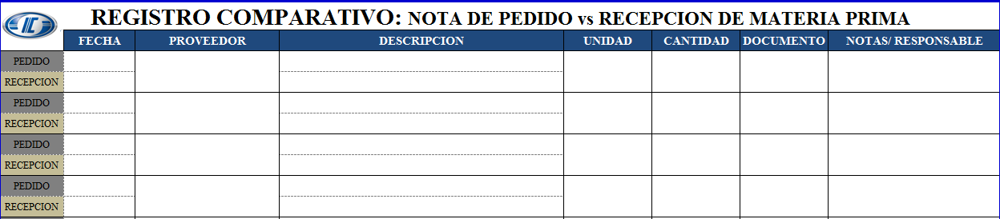 REGISTRO COMPARATIVO: NOTA DE PEDIDO vs RECEPCION DE MATERIA PRIMA
FECHA PROVEEDOR DESCRIPCION UNIDAD CANTIDAD DOCUMENTO NOTAS/ RESPONSABLE
PEDIDO
RECEPCION
PEDIDO
RECEPCION
PEDIDO
RECEPCION
PEDIDO
RECEPCION